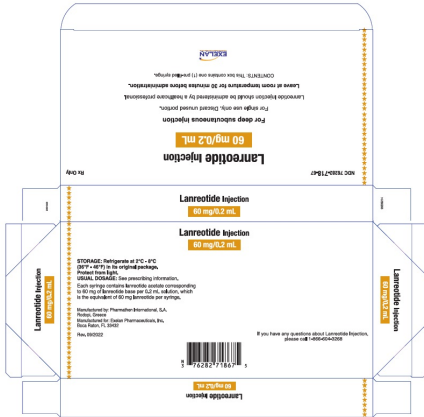 EXELAN
CONTENTS: This box contains one (1) pre-filled syringe.
Leave at room temperature for 30 minutes before administration.
Lanreotide Injection should be administered by a healthcare professional.
For single use only. Discard unused portion.
For deep subcutaneous injection
60 mg/0.2 mL
Lanreotide Injection
Rx Only
Lanreotide Injection
60 mg/0.2 mL
Lanreotide Injection
60 mg/0.2 mL
STORAGE: Refrigerate at 2°C - 8°C
(36°F - 46°F) in its original package.
Protect from light.
USUAL DOSAGE: See prescribing information.
Each syringe contains lanreotide acetate corresponding
to 60 mg of lanreotide base per 0.2 mL solution, which
is the equivalent of 60 mg lanreotide per syringe.
Manufactured by: Pharmathen International, S.A.
Greece
Manufactured for: Exelan Pharmaceuticals, Inc.
Boca Raton, FL 33432
Rev. 09/2022
If you have any questions about Lanreotide Injection,
please call 1-866-604-3268
N
3 76282 71867 5
Lanreotide Injection
60 mg/0.2 mL
Lanreotide Injection
60 mg/0.2 mL
60 mg/0.2 mL
Lanreotide Injection